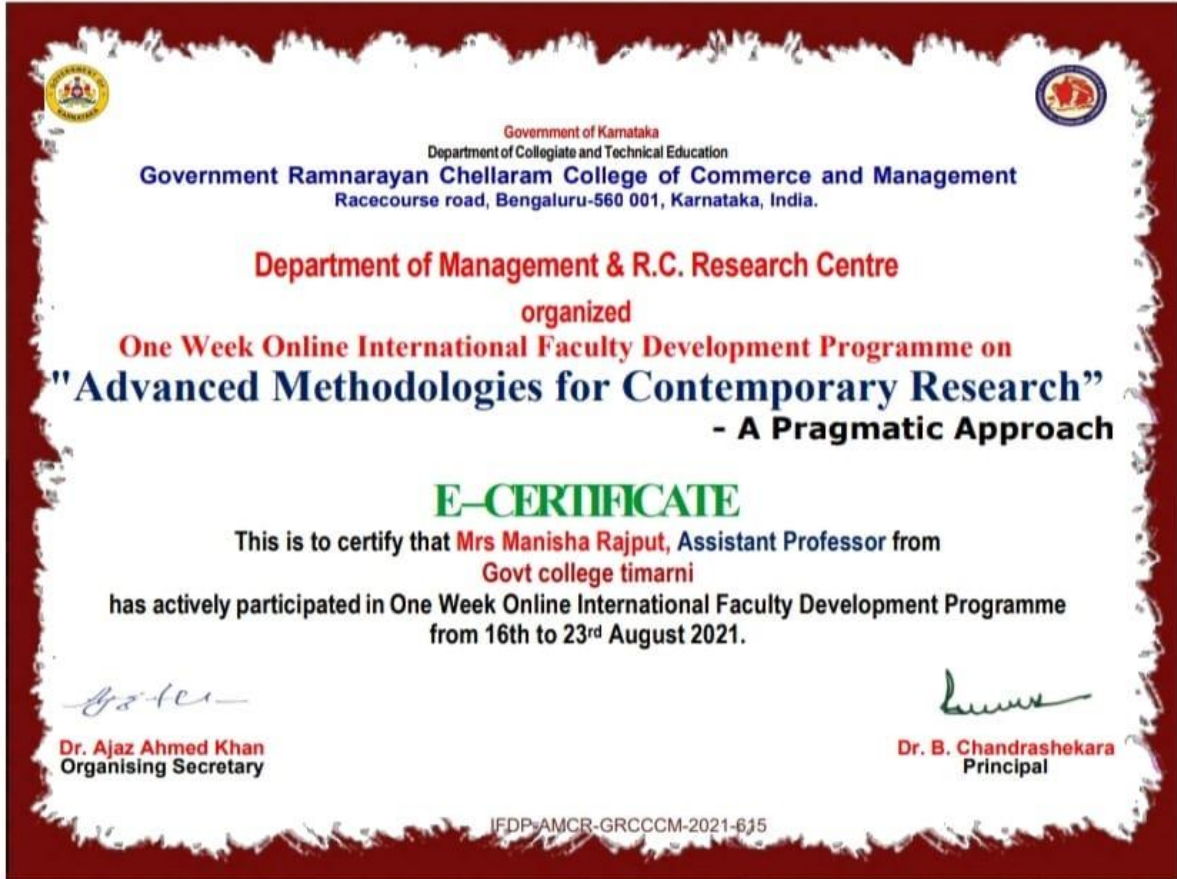 GOVERNMENT OF
KARNATAKA
Government of Karnataka
Department of Collegiate and Technical Education
Government Ramnarayan Chellaram College of Commerce and Management
Racecourse road, Bengaluru-560 001, Karnataka, India.
Department of Management & R.C. Research Centre
organized
One Week Online International Faculty Development Programme on
"Advanced Methodologies for Contemporary Research”
- A Pragmatic Approach
E–CERTIFICATE
This is to certify that Mrs Manisha Rajput, Assistant Professor from
Govt college timarni
has actively participated in One Week Online International Faculty Development Programme
from 16th to 23rd August 2021.
Dr. Ajaz Ahmed Khan
Organising Secretary
Dr. B. Chandrashekara
Principal
IFDP-AMCR-GRCCCM-2021-615